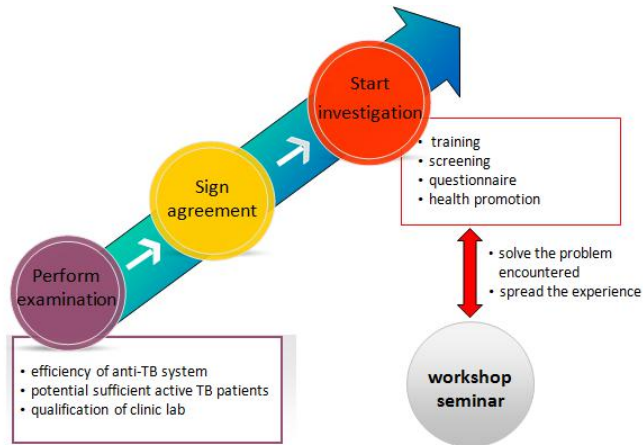 Start
investigation
• training
• screening
• questionnaire
• health promotion
Sign
agreement
• solve the problem
encountered
• spread the experience
Perform
examination
• efficiency of anti-TB system
• potential sufficient active TB patients
• qualification of clinic lab
workshop
seminar